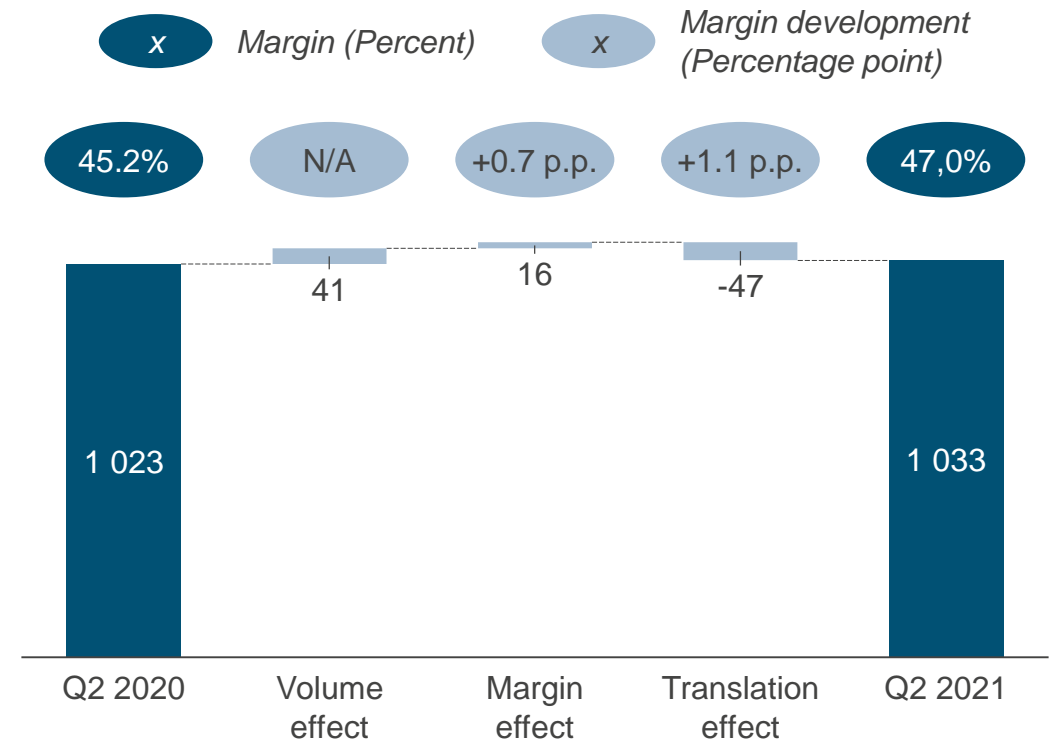 x Margin (Percent)
x Margin development
(Percentage point)
45.2% N/A +0.7 p.p. +1.1 p.p. 47,0%
41 16 -47
1 023 1 033
Q2 2020 Volume effect Margin effect Translation effect Q2 2021